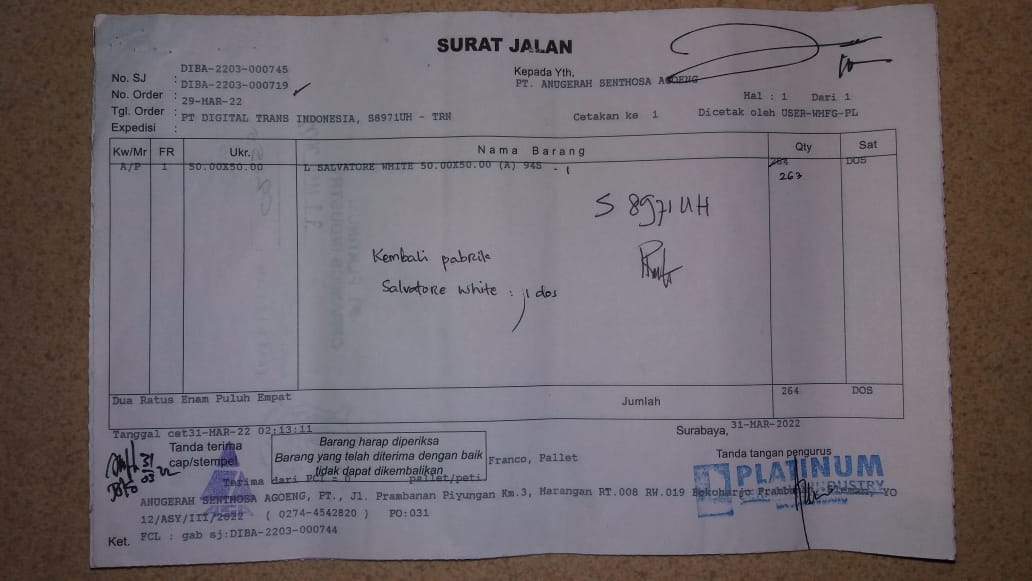 SURAT JALAN
No. SJ : DIBA-2203-000745
No. Order : DIBA-2203-000719
Tgl. Order : 29-MAR-22
Expedisi : PT DIGITAL TRANS INDONESIA, S8971UH - TRN
Kepada Yth,
PT. ANUGERAH SENTHOSA AGOENG
Hal : 1 Dari 1
Cetakan ke 1 Dicetak oleh USER-WHFG-PL
Kw/Mr FR Ukr. Nama Barang Qty Sat
A/P 1 50.00X50.00 L SALVATORE WHITE 50.00X50.00 (A) 94S - 1 264 DOS
263
S 8971 UH
Kembali pabrik
Salvatore white : 1 dos
Dua Ratus Enam Puluh Empat Jumlah 264 DOS
Tanggal cet31-MAR-22 02:13:11
Surabaya, 31-MAR-2022
Tanda terima
cap/stempel
31
03 22
Barang harap diperiksa
Barang yang telah diterima dengan baik
tidak dapat dikembalikan
Franco, Pallet
Tanda tangan pengurus
PLATINUM
INDUSTRY
Terima dari PCL = 0 pallet/peti
ANUGERAH SENTHOSA AGOENG, PT., Jl. Prambanan Piyungan Km.3, Marangan RT.008 RW.019 Bokoharjo YO
12/ASY/III/2022 ( 0274-4542820 ) PO:031
Ket. FCL : gab sj:DIBA-2203-000744